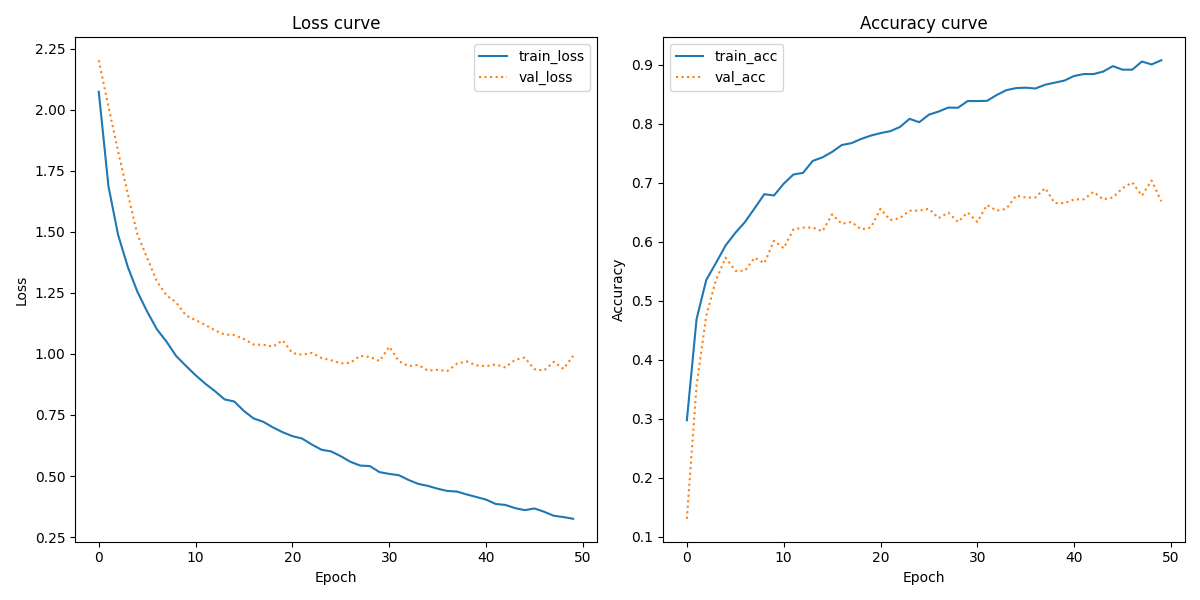 Loss curve
train_loss
val_loss
2.25
2.00
1.75
1.50
1.25
1.00
0.75
0.50
0.25
Loss
0 10 20 30 40 50
Epoch
Accuracy curve
train_acc
val_acc
0.9
0.8
0.7
0.6
0.5
0.4
0.3
0.2
0.1
Accuracy
0 10 20 30 40 50
Epoch